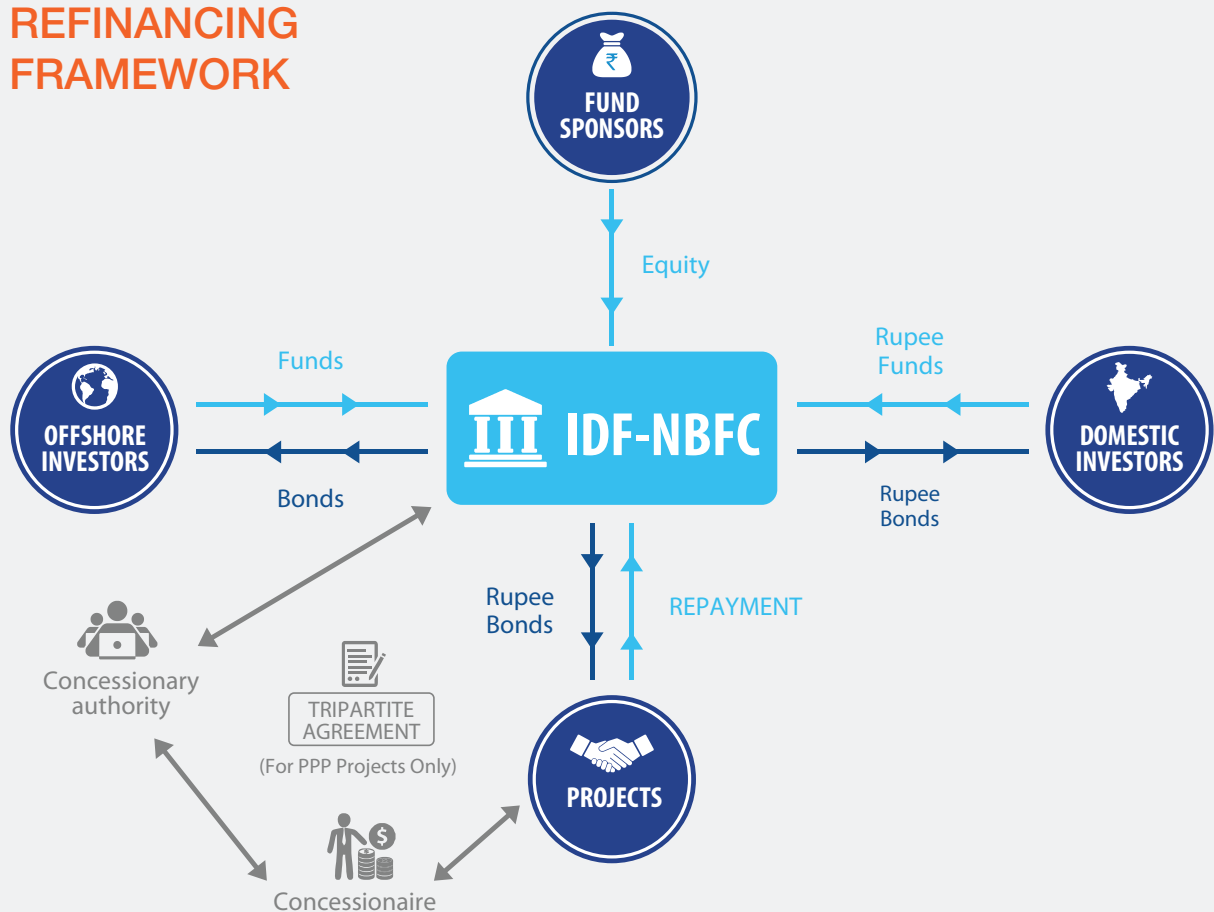 REFINANCING
FRAMEWORK
₹
FUND
SPONSORS
Equity
Funds
Rupee
Funds
OFFSHORE
INVESTORS
IDF-NBFC
DOMESTIC
INVESTORS
Bonds
Rupee
Bonds
Rupee
Bonds
REPAYMENT
Concessionary
authority
TRIPARTITE
AGREEMENT
(For PPP Projects Only)
PROJECTS
$
Concessionaire